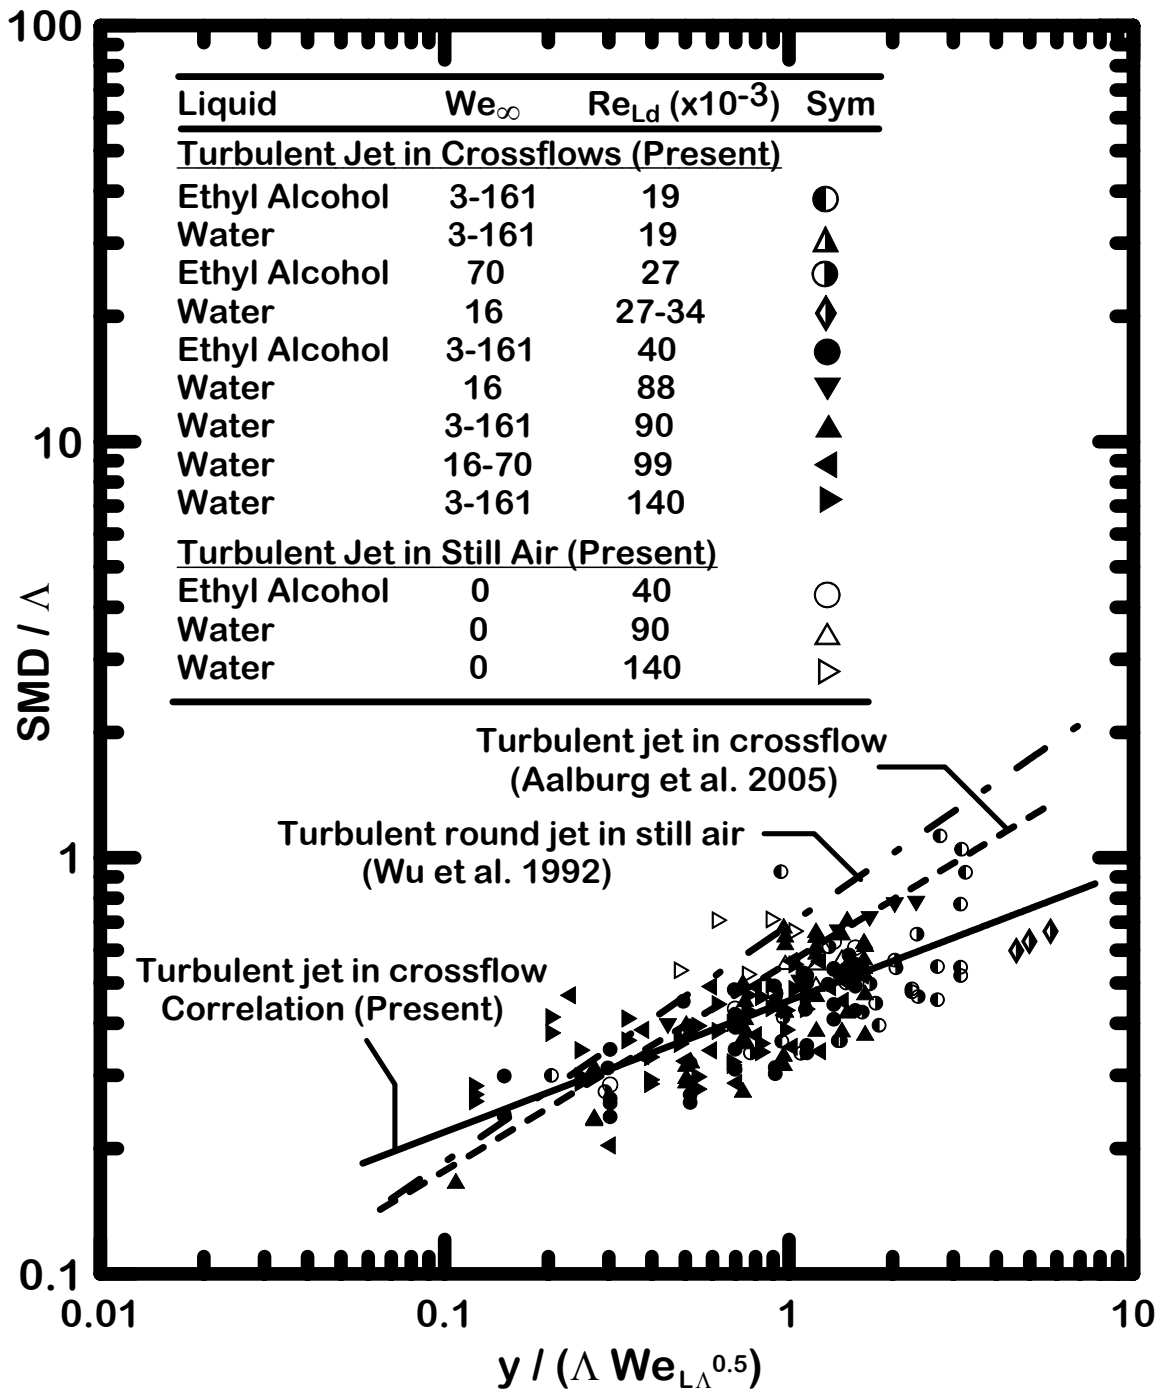 100
Liquid We∞ Re_Ld (x10^-3) Sym
Turbulent Jet in Crossflows (Present)
Ethyl Alcohol 3-161 19
Water 3-161 19
Ethyl Alcohol 70 27
Water 16 27-34
Ethyl Alcohol 3-161 40
Water 16 88
Water 3-161 90
10
Water 16-70 99
Water 3-161 140
Turbulent Jet in Still Air (Present)
Ethyl Alcohol 0 40
Water 0 90
Water 0 140
SMD / Λ
Turbulent jet in crossflow
(Aalburg et al. 2005)
Turbulent round jet in still air
(Wu et al. 1992)
1
Turbulent jet in crossflow
Correlation (Present)
0.1
0.01 0.1 1 10
y / (Λ We_LΛ^0.5)